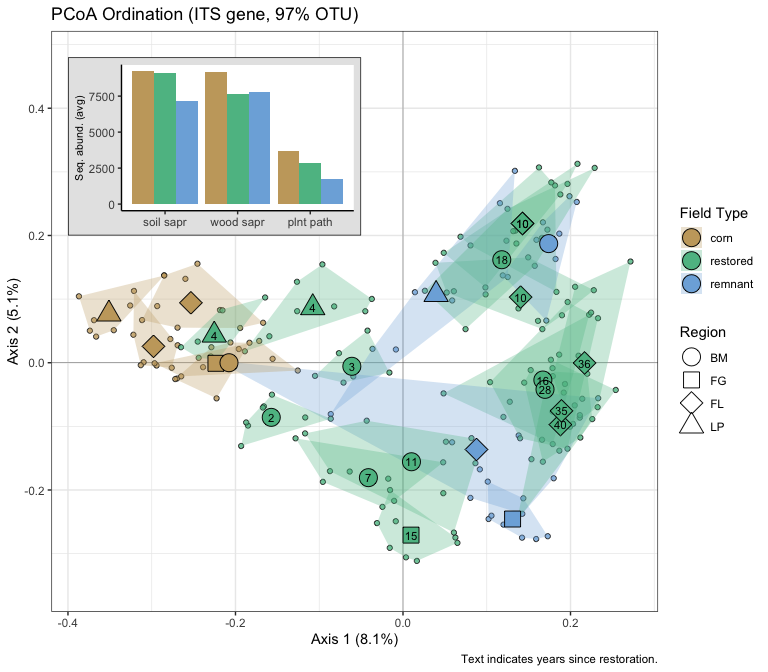 PCoA Ordination (ITS gene, 97% OTU)
Axis 2 (5.1%)
0.4
0.2
0.0
-0.2
Seq. abund. (avg)
7500
5000
2500
0
soil sapr wood sapr plnt path
10
18
10
4
4
3
36
16
28
35
40
2
11
7
15
-0.4 -0.2 0.0 0.2
Axis 1 (8.1%)
Text indicates years since restoration.
Field Type
corn
restored
remnant
Region
BM
FG
FL
LP